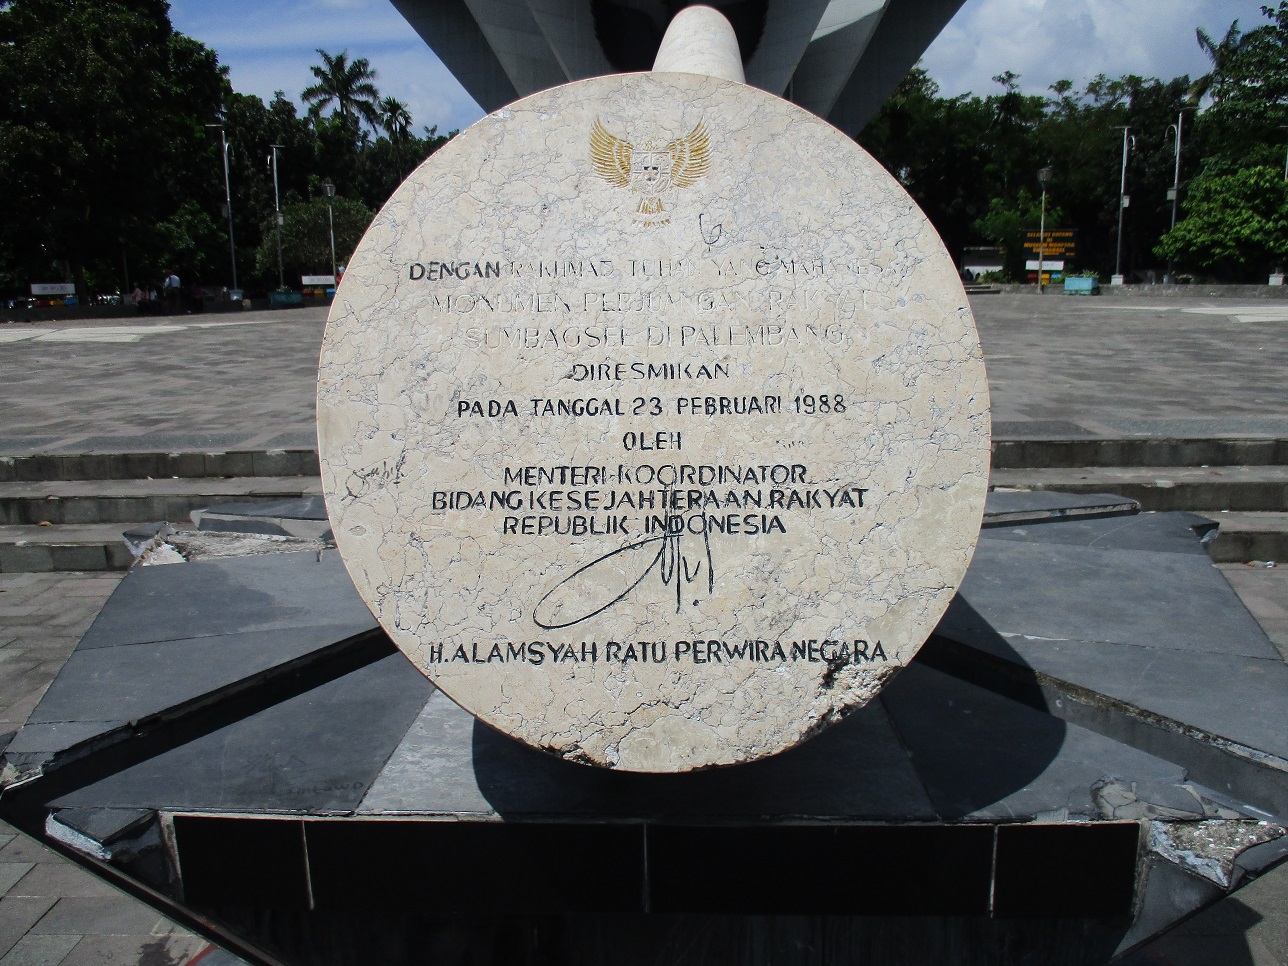 DENGAN RAKHMAD TUHAN YANG MAHA ESA
MONUMEN PERJUANGAN RAKYAT
SUMBAGSEL DI PALEMBANG
DIRESMIKAN
PADA TANGGAL 23 PEBRUARI 1988
OLEH
MENTERI KOORDINATOR
BIDANG KESEJAHTERAAN RAKYAT
REPUBLIK INDONESIA
H.ALAMSYAH RATU PERWIRA NEGARA